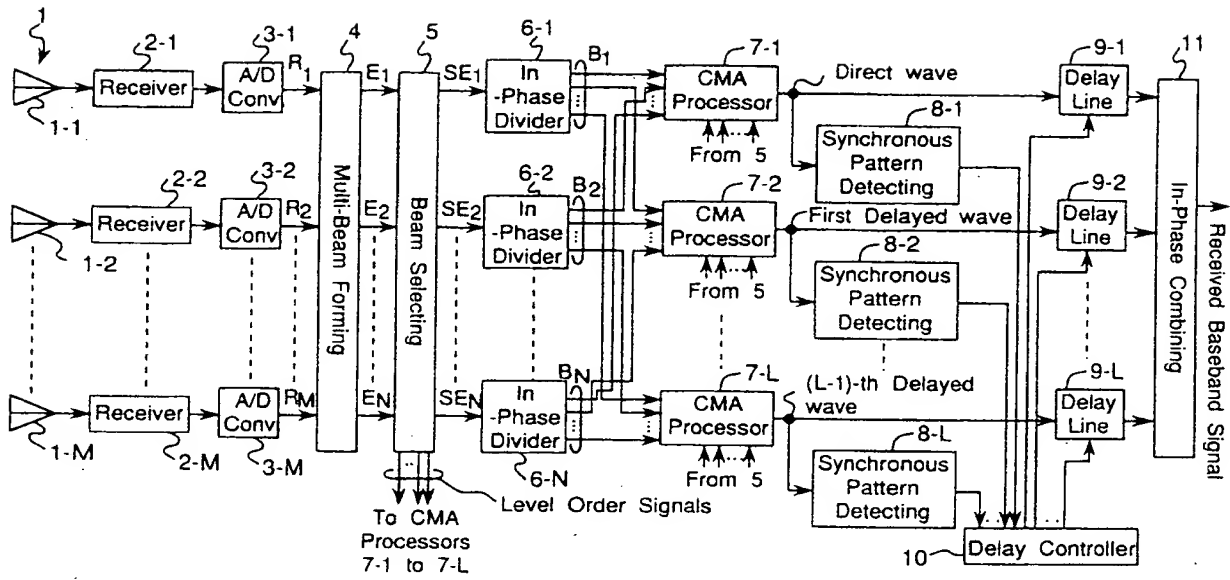 1
2-1
3-1
4
5
6-1
7-1
9-1
11
Receiver
A/D
Conv
R1
E1
SE1
In
-Phase
Divider
B1
CMA
Processor
Direct wave
Delay
Line
1-1
8-1
From 5
Synchronous
Pattern
Detecting
2-2
3-2
6-2
7-2
9-2
Receiver
A/D
Conv
R2
Multi-Beam Forming
E2
Beam Selecting
SE2
In
-Phase
Divider
B2
CMA
Processor
First Delayed wave
Delay
Line
In-Phase Combining
Received Baseband Signal
1-2
8-2
From 5
Synchronous
Pattern
Detecting
7-L
(L-1)-th Delayed
wave
9-L
Receiver
A/D
Conv
RM
EN
SEN
In
-Phase
Divider
BN
CMA
Processor
Delay
Line
1-M
2-M
3-M
6-N
8-L
From 5
Synchronous
Pattern
Detecting
Level Order Signals
To CMA
Processors
7-1 to 7-L
10
Delay Controller